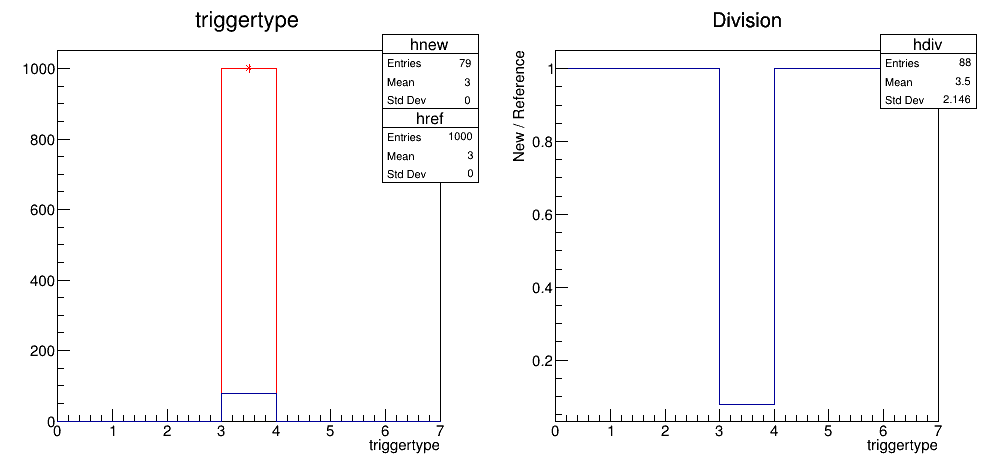 triggertype
hnew
Entries 79
Mean 3
Std Dev 0
href
Entries 1000
Mean 3
Std Dev 0
1000
800
600
400
200
0
0 1 2 3 4 5 6 7
triggertype
Division
hdiv
Entries 88
Mean 3.5
Std Dev 2.146
New / Reference
1
0.8
0.6
0.4
0.2
0 1 2 3 4 5 6 7
triggertype